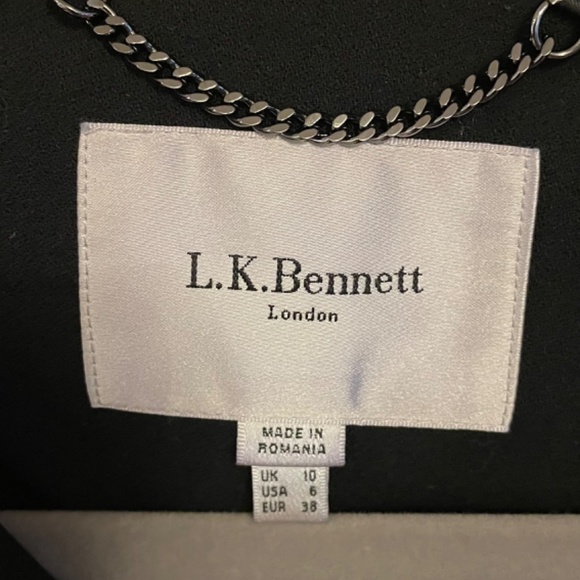 L.K.Bennett
London
MADE IN
ROMANIA
UK 10
USA 6
EUR 38